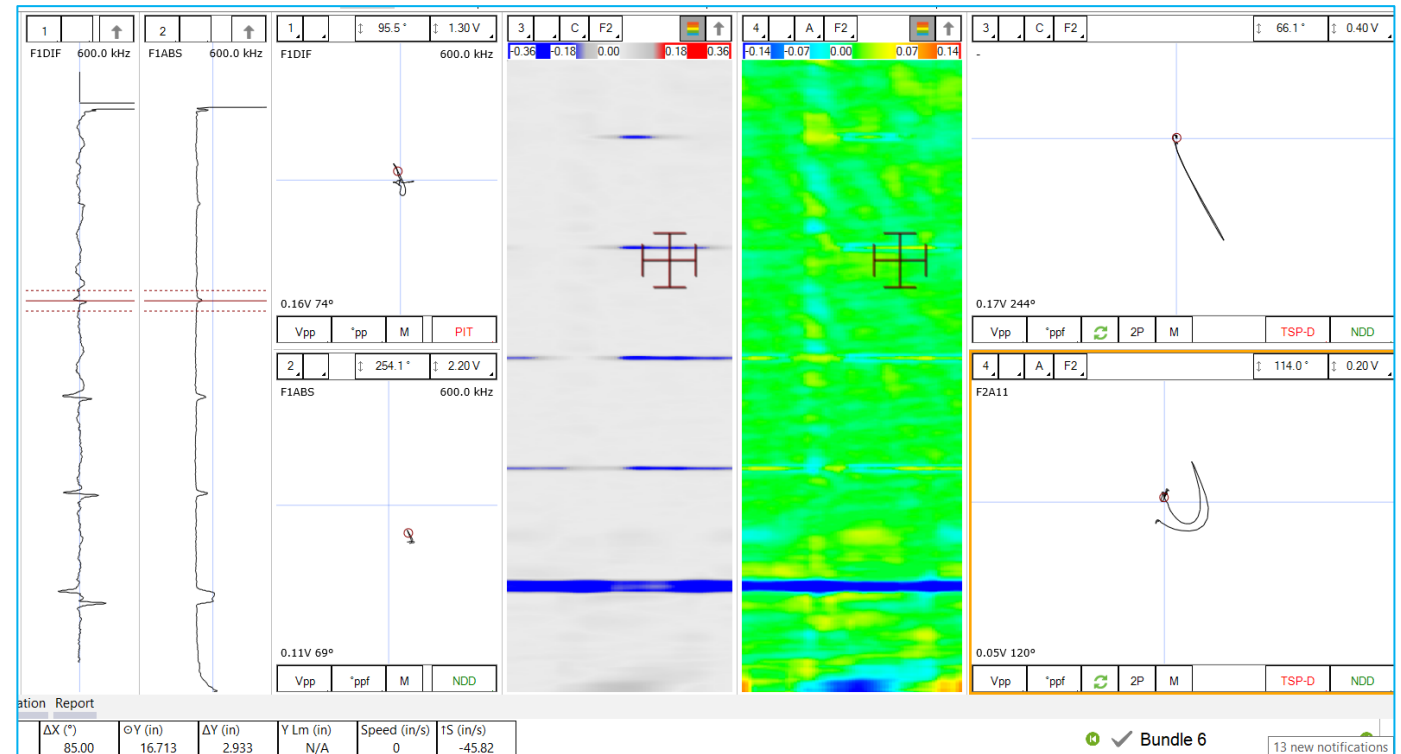 1
2
1 95.5° 1.30 V
3 C F2
4 A F2
3 C F2 66.1° 0.40 V
F1DIF 600.0 kHz
F1ABS 600.0 kHz
F1DIF 600.0 kHz
-0.36 -0.18 0.00 0.18 0.36
-0.14 -0.07 0.00 0.07 0.14
-
0.16V 74°
0.17V 244°
Vpp °pp M PIT
Vpp °ppf 2P M TSP-D NDD
2 254.1° 2.20 V
4 A F2 114.0° 0.20 V
F1ABS 600.0 kHz
F2A11
0.11V 69°
0.05V 120°
Vpp °ppf M NDD
Vpp °ppf 2P M TSP-D NDD
ation Report
ΔX (°) ⊙Y (in) ΔY (in) Y Lm (in) Speed (in/s) ↑S (in/s)
85.00 16.713 2.933 N/A 0 -45.82
Bundle 6
13 new notifications